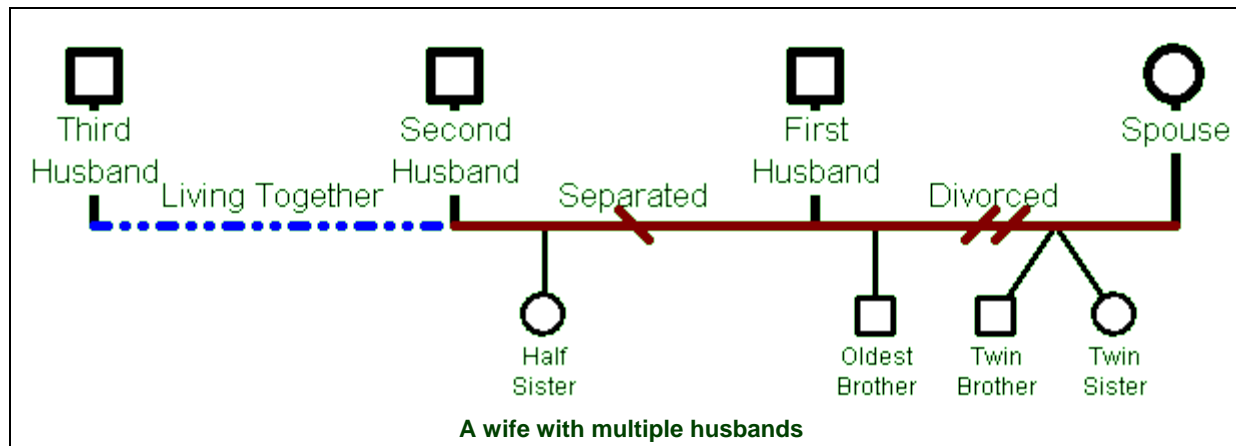 Third
Husband
Second
Husband
First
Husband
Spouse
Living Together
Separated
Divorced
Half
Sister
Oldest
Brother
Twin
Brother
Twin
Sister
A wife with multiple husbands